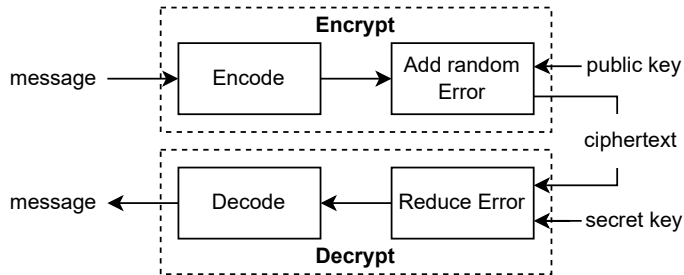 Encrypt
message
Encode
Add random
Error
public key
ciphertext
message
Decode
Reduce Error
secret key
Decrypt